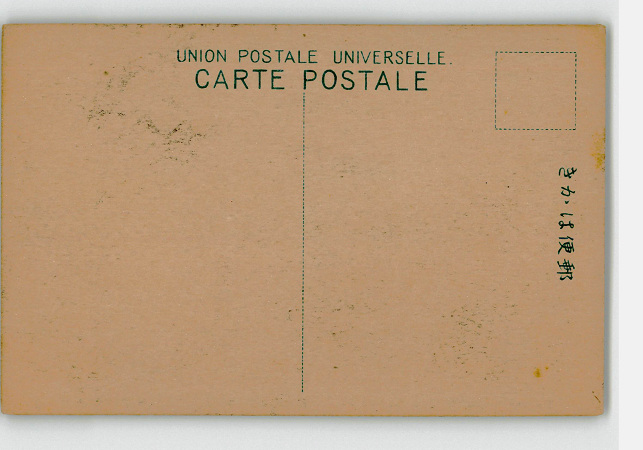 UNION POSTALE UNIVERSELLE.
CARTE POSTALE
きかは便郵